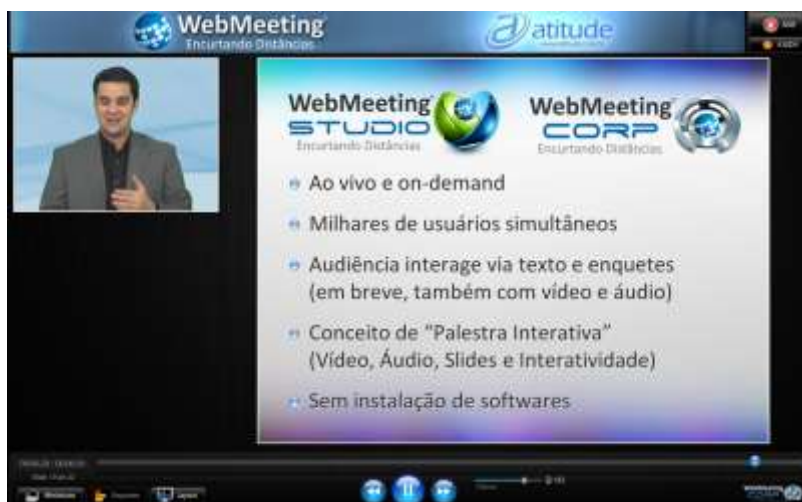 WebMeeting
Encurtando Distâncias
atitude
WebMeeting
STUDIO
Encurtando Distâncias
WebMeeting
CORP
Encurtando Distâncias
Ao vivo e on-demand
Milhares de usuários simultâneos
Audiência interage via texto e enquetes
(em breve, também com vídeo e áudio)
Conceito de “Palestra Interativa”
(Vídeo, Áudio, Slides e Interatividade)
Sem instalação de softwares